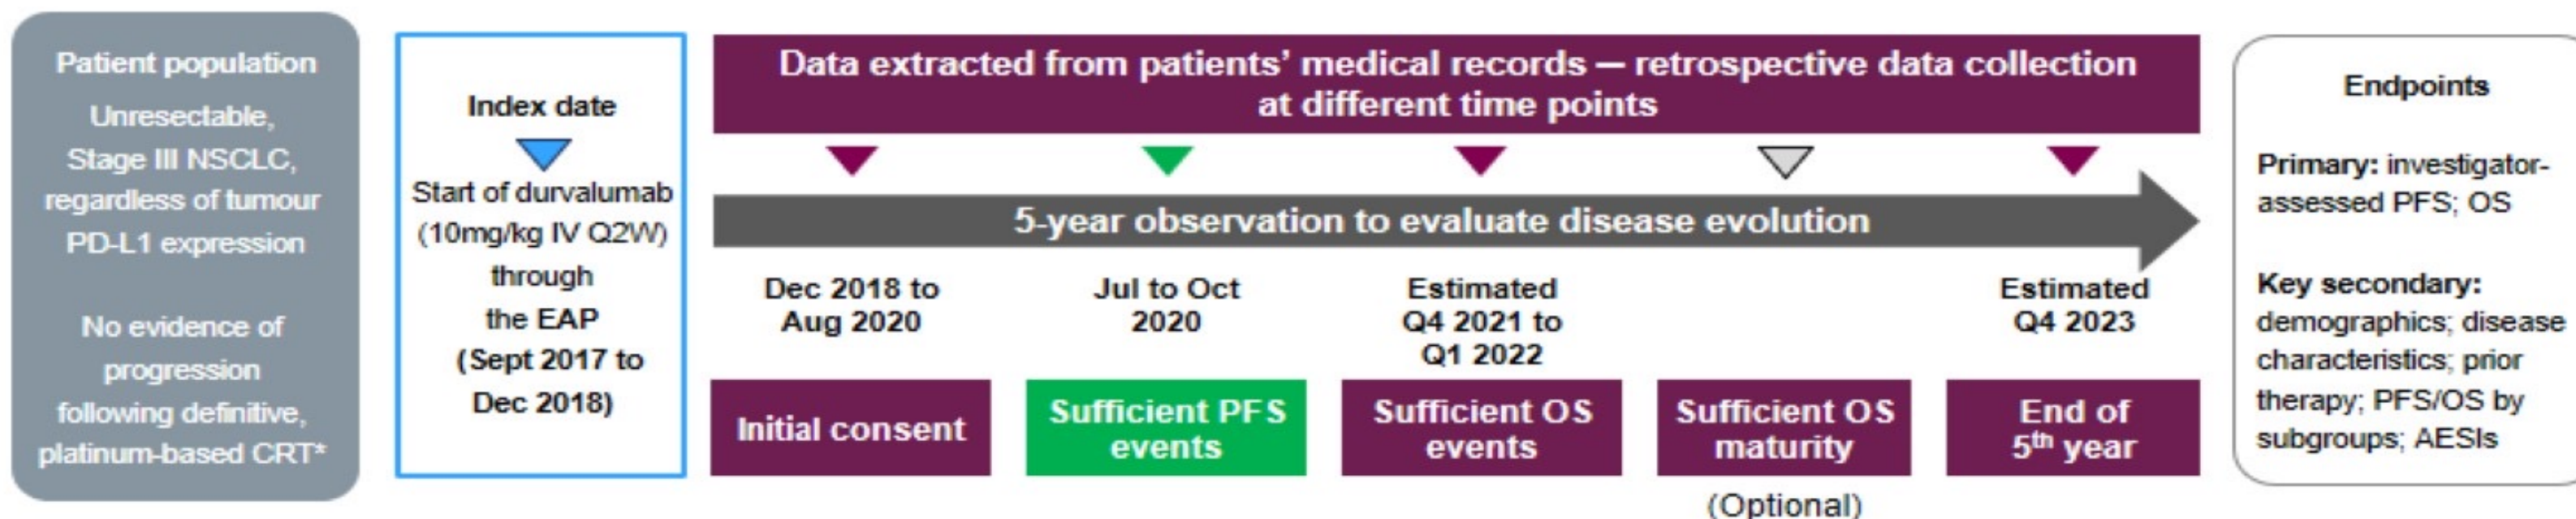 Patient population
Unresectable,
Stage III NSCLC,
regardless of tumour
PD-L1 expression
No evidence of
progression
following definitive,
platinum-based CRT*
Index date
Start of durvalumab
(10mg/kg IV Q2W)
through
the EAP
(Sept 2017 to
Dec 2018)
Data extracted from patients’ medical records — retrospective data collection
at different time points
5-year observation to evaluate disease evolution
Dec 2018 to
Aug 2020
Initial consent
Jul to Oct
2020
Sufficient PFS
events
Estimated
Q4 2021 to
Q1 2022
Sufficient OS
events
Sufficient OS
maturity
(Optional)
Estimated
Q4 2023
End of
5th year
Endpoints
Primary: investigator-
assessed PFS; OS
Key secondary:
demographics; disease
characteristics; prior
therapy; PFS/OS by
subgroups; AESIs